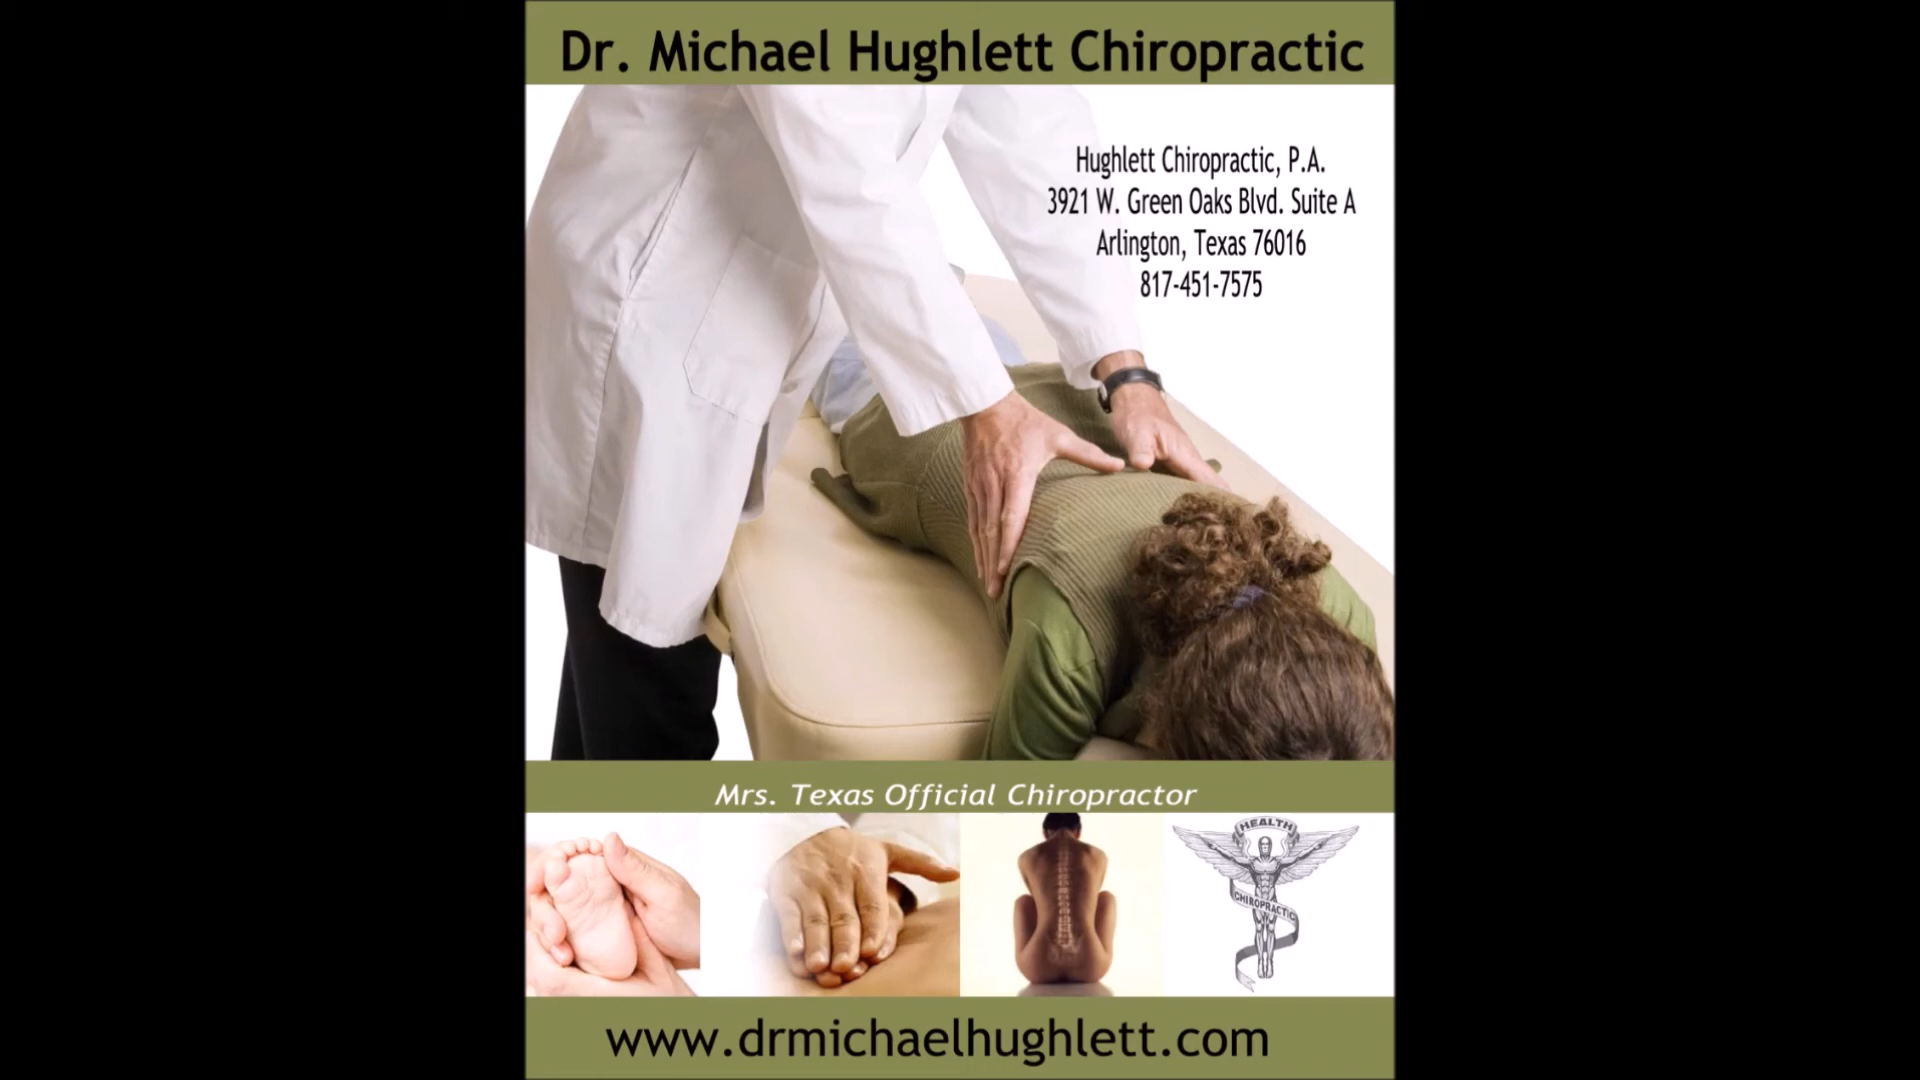 Dr. Michael Hughlett Chiropractic
Hughlett Chiropractic, P.A.
3921 W. Green Oaks Blvd. Suite A
Arlington, Texas 76016
817-451-7575
Mrs. Texas Official Chiropractor
HEALTH
CHIROPRACTIC
www.drmichaelhughlett.com